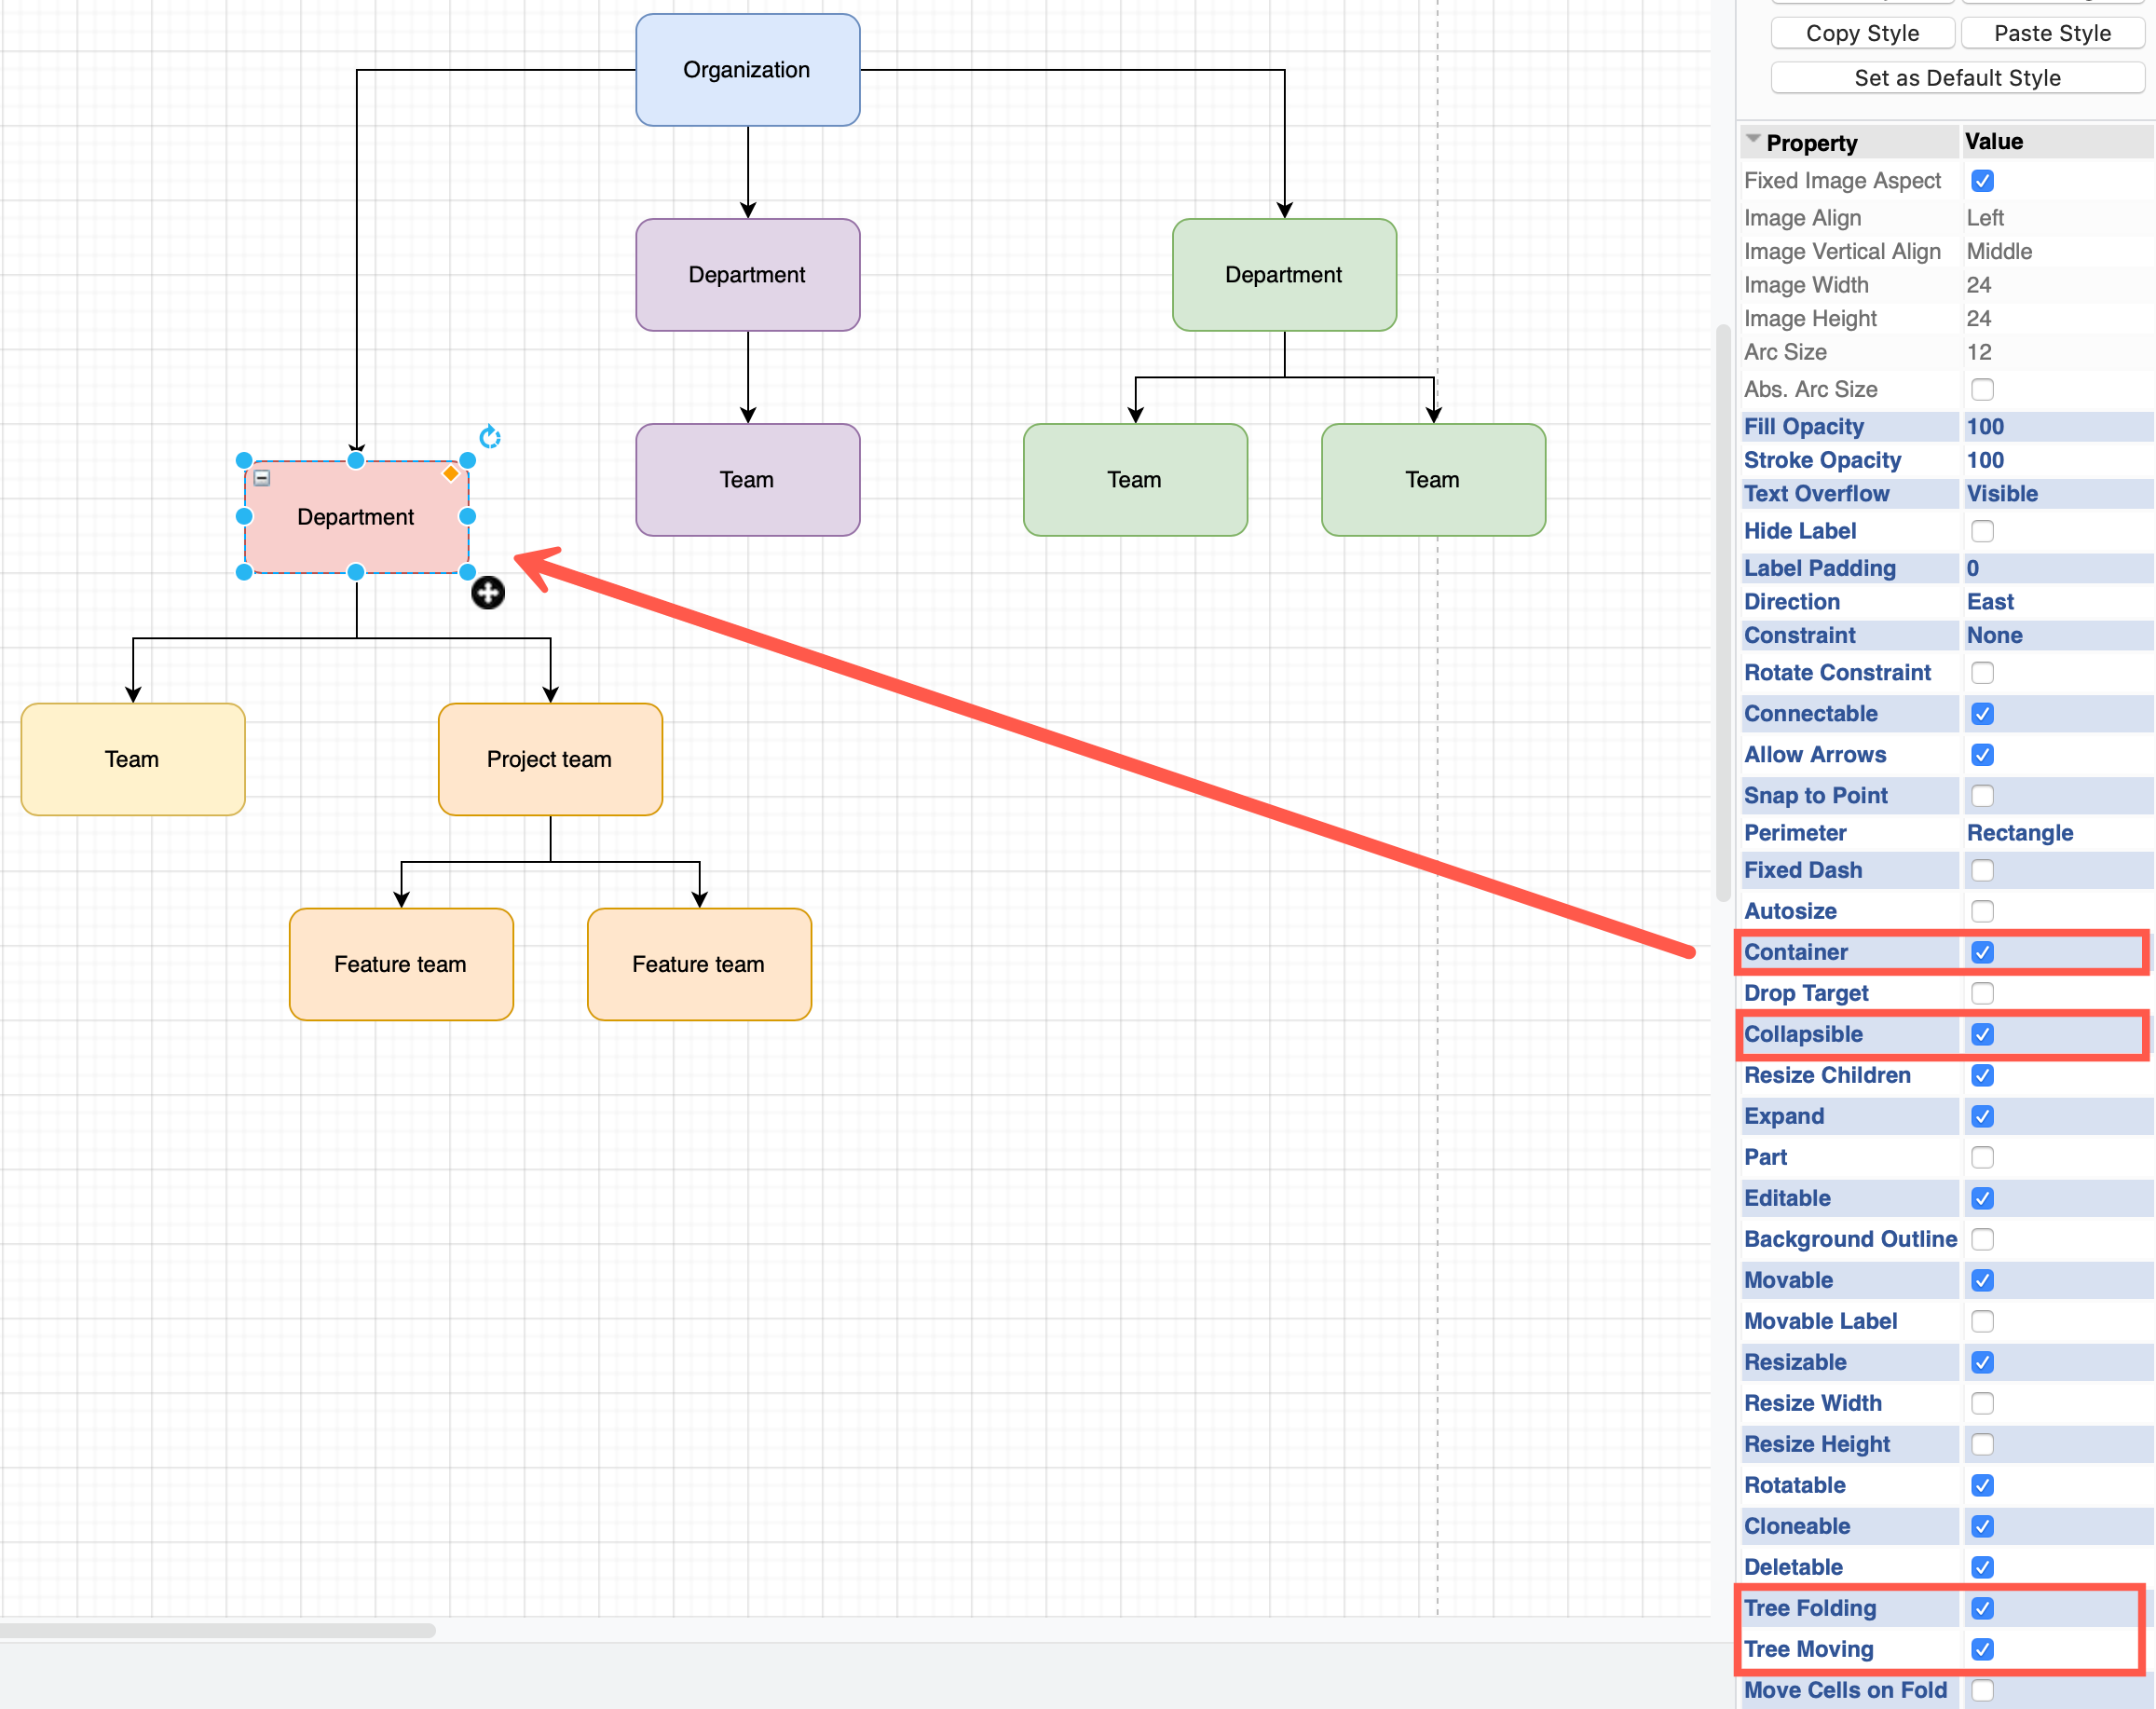 Organization
Department
Department
Department
Team
Team
Team
Team
Project team
Feature team
Feature team
Copy Style Paste Style
Set as Default Style
Property Value
Fixed Image Aspect
Image Align Left
Image Vertical Align Middle
Image Width 24
Image Height 24
Arc Size 12
Abs. Arc Size
Fill Opacity 100
Stroke Opacity 100
Text Overflow Visible
Hide Label
Label Padding 0
Direction East
Constraint None
Rotate Constraint
Connectable
Allow Arrows
Snap to Point
Perimeter Rectangle
Fixed Dash
Autosize
Container
Drop Target
Collapsible
Resize Children
Expand
Part
Editable
Background Outline
Movable
Movable Label
Resizable
Resize Width
Resize Height
Rotatable
Cloneable
Deletable
Tree Folding
Tree Moving
Move Cells on Fold